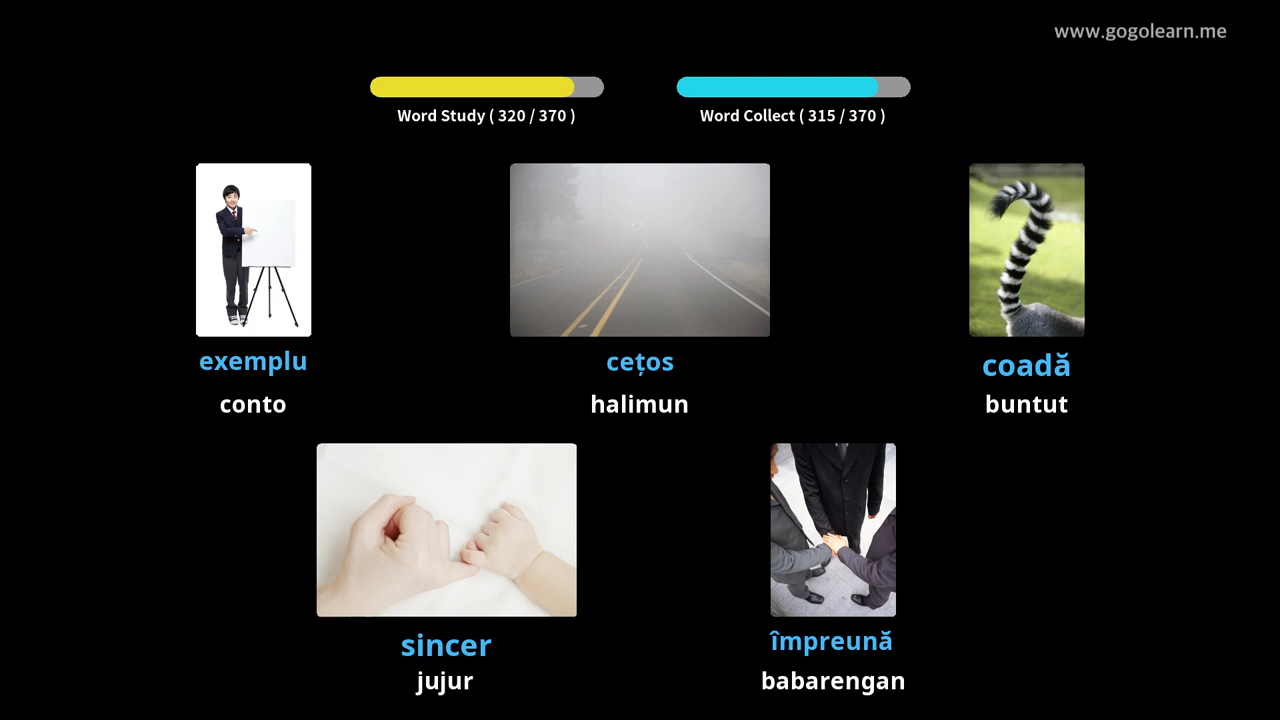 www.gogolearn.me
Word Study ( 320 / 370 )
Word Collect ( 315 / 370 )
exemplu
conto
cețos
halimun
coadă
buntut
sincer
jujur
împreună
babarengan